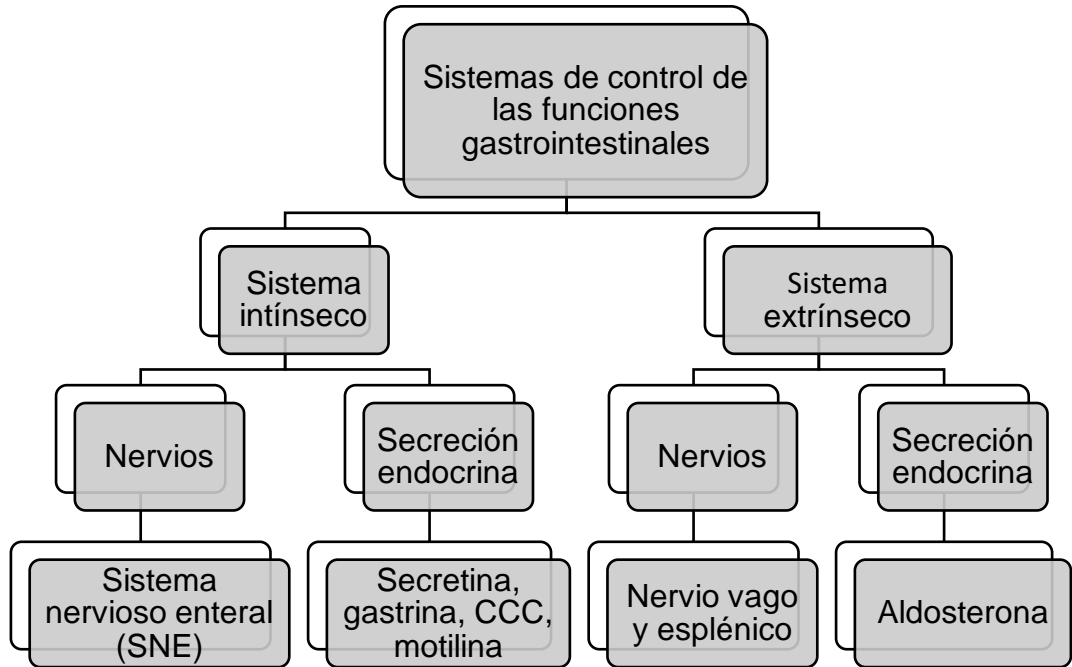 Sistemas de control de
las funciones
gastrointestinales
Sistema
intínseco
Sistema
extrínseco
Nervios
Secreción
endocrina
Nervios
Secreción
endocrina
Sistema
nervioso enteral
(SNE)
Secretina,
gastrina, CCC,
motilina
Nervio vago
y esplénico
Aldosterona